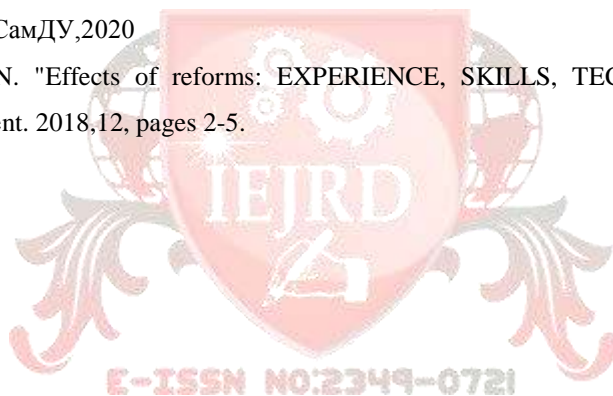 СамДУ,2020
N. "Effects of reforms: EXPERIENCE, SKILLS, TEC
ent. 2018,12, pages 2-5.
IEJRD
E-ISSN NO:2349-0721